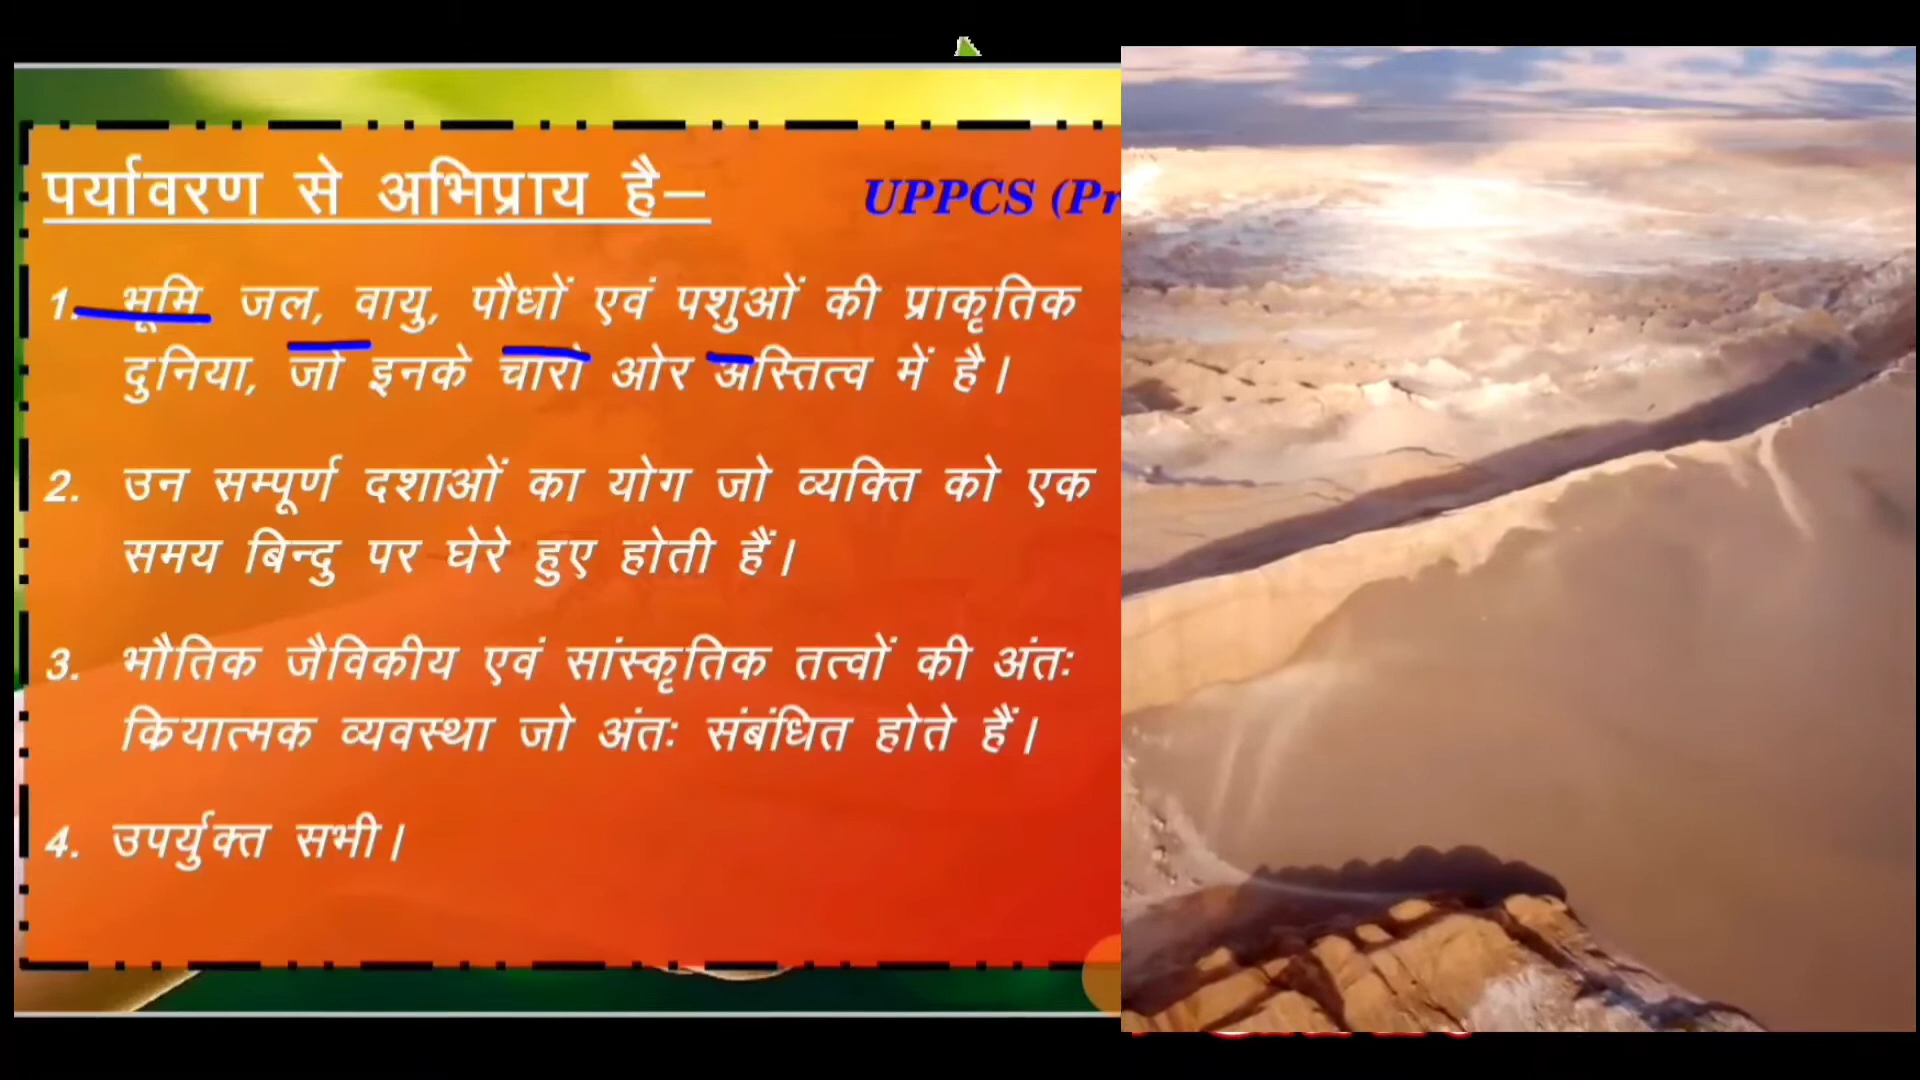 पर्यावरण से अभिप्राय है–
UPPCS (Pr
1. भूमि जल, वायु, पौधों एवं पशुओं की प्राकृतिक
दुनिया, जो इनके चारो ओर अस्तित्व में है।
2. उन सम्पूर्ण दशाओं का योग जो व्यक्ति को एक
समय बिन्दु पर घेरे हुए होती हैं।
3. भौतिक जैविकीय एवं सांस्कृतिक तत्वों की अंतः
कियात्मक व्यवस्था जो अंतः संबंधित होते हैं।
4. उपर्युक्त सभी।